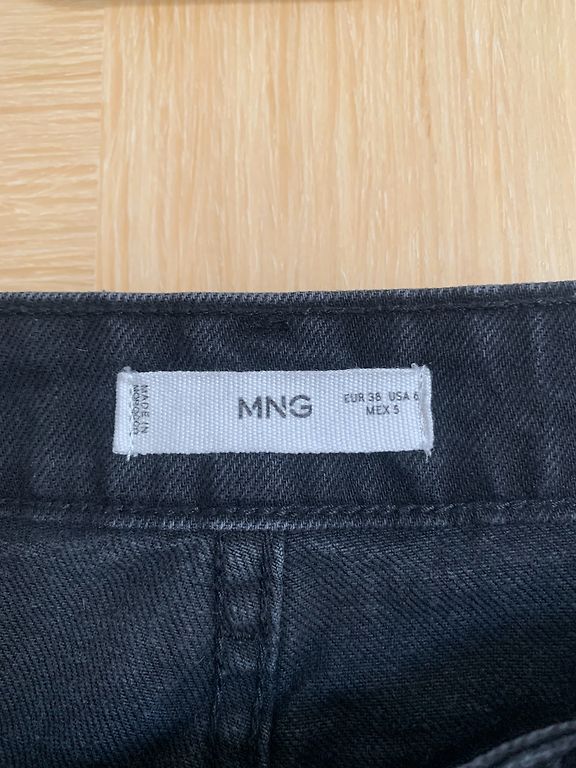 MADE IN
MOROCCO
MNG
EUR 38 USA 6
MEX 5